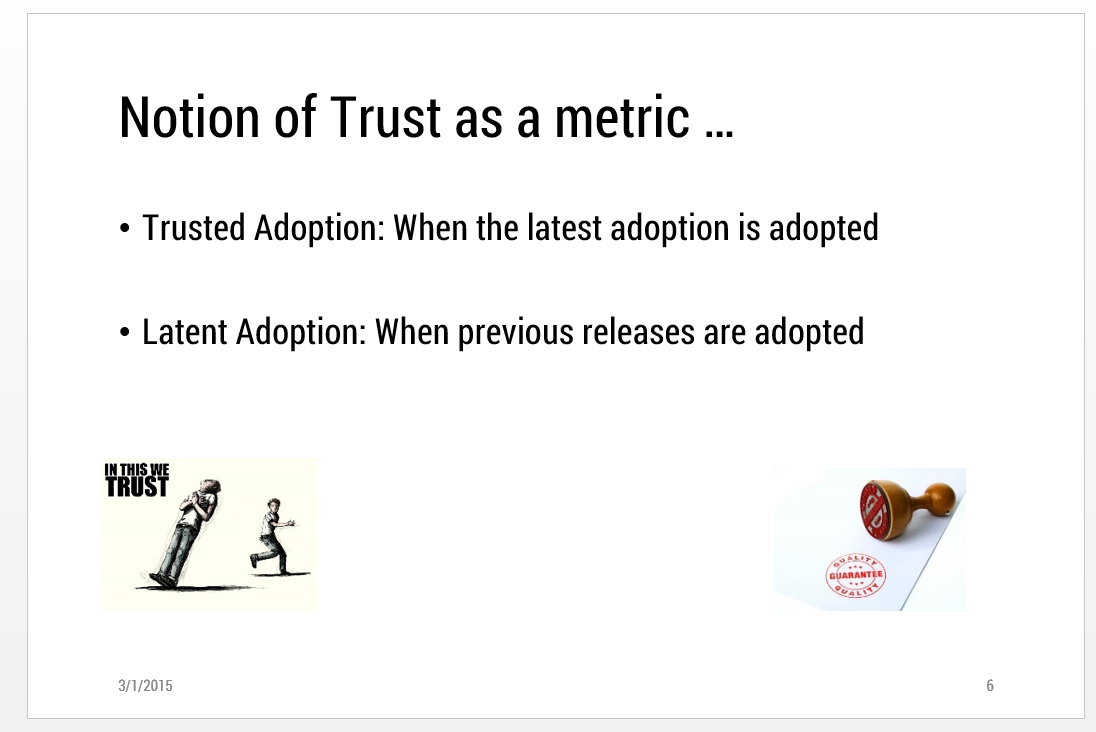 Notion of Trust as a metric ...
• Trusted Adoption: When the latest adoption is adopted
• Latent Adoption: When previous releases are adopted
IN THIS WE
TRUST
QUALITY
GUARANTEE
QUALITY
3/1/2015
6